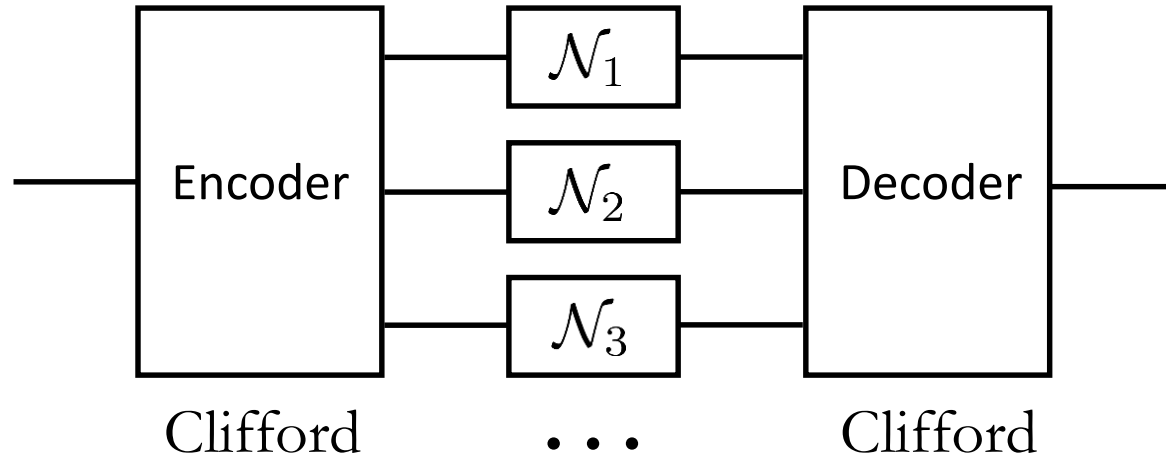 𝒩₁
Encoder 𝒩₂ Decoder
𝒩₃
Clifford ... Clifford